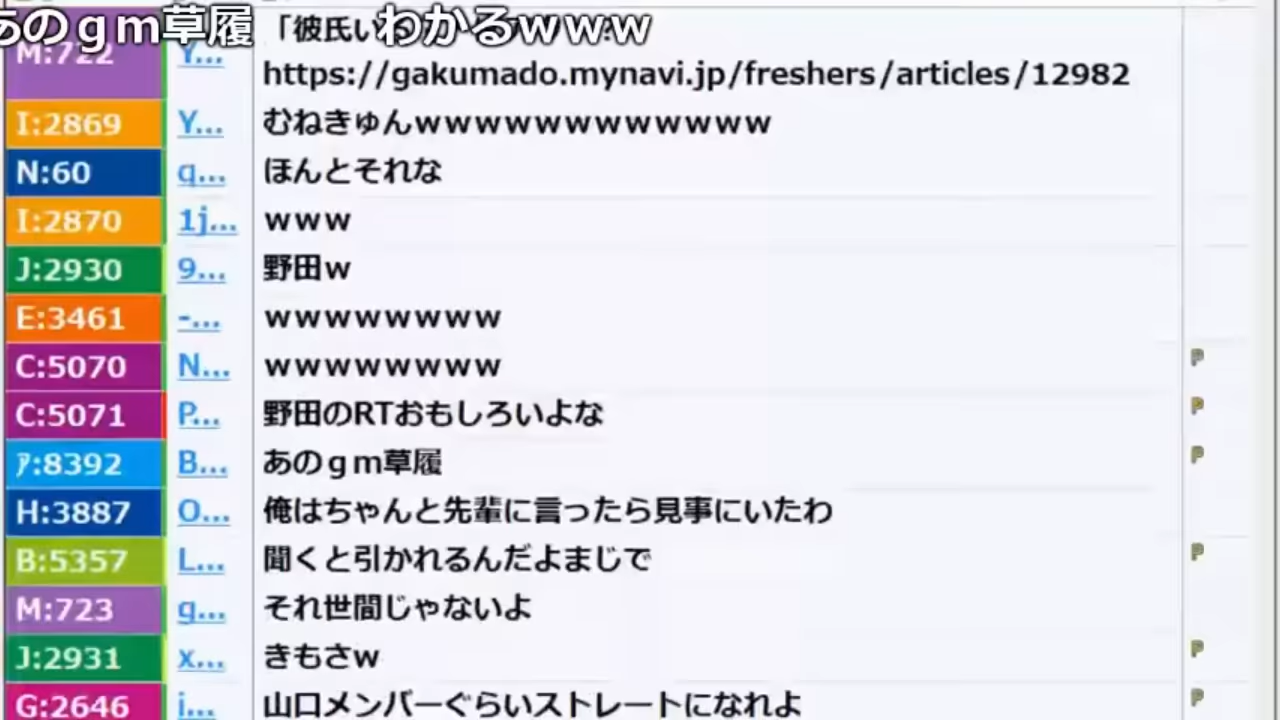 あのｇｍ草履
わかるｗｗｗ
M:722 Y... 「彼氏い
https://gakumado.mynavi.jp/freshers/articles/12982
I:2869 Y... むねきゅんｗｗｗｗｗｗｗｗｗｗｗｗ
N:60 q... ほんとそれな
I:2870 1j... ｗｗｗ
J:2930 9... 野田ｗ
E:3461 -... ｗｗｗｗｗｗｗｗ
C:5070 N... ｗｗｗｗｗｗｗｗ P
C:5071 P... 野田のRTおもしろいよな P
ｱ:8392 B... あのｇｍ草履 P
H:3887 O... 俺はちゃんと先輩に言ったら見事にいたわ
B:5357 L... 聞くと引かれるんだよまじで P
M:723 g... それ世間じゃないよ
J:2931 x... きもさｗ P
G:2646 i... 山口メンバーぐらいストレートになれよ P